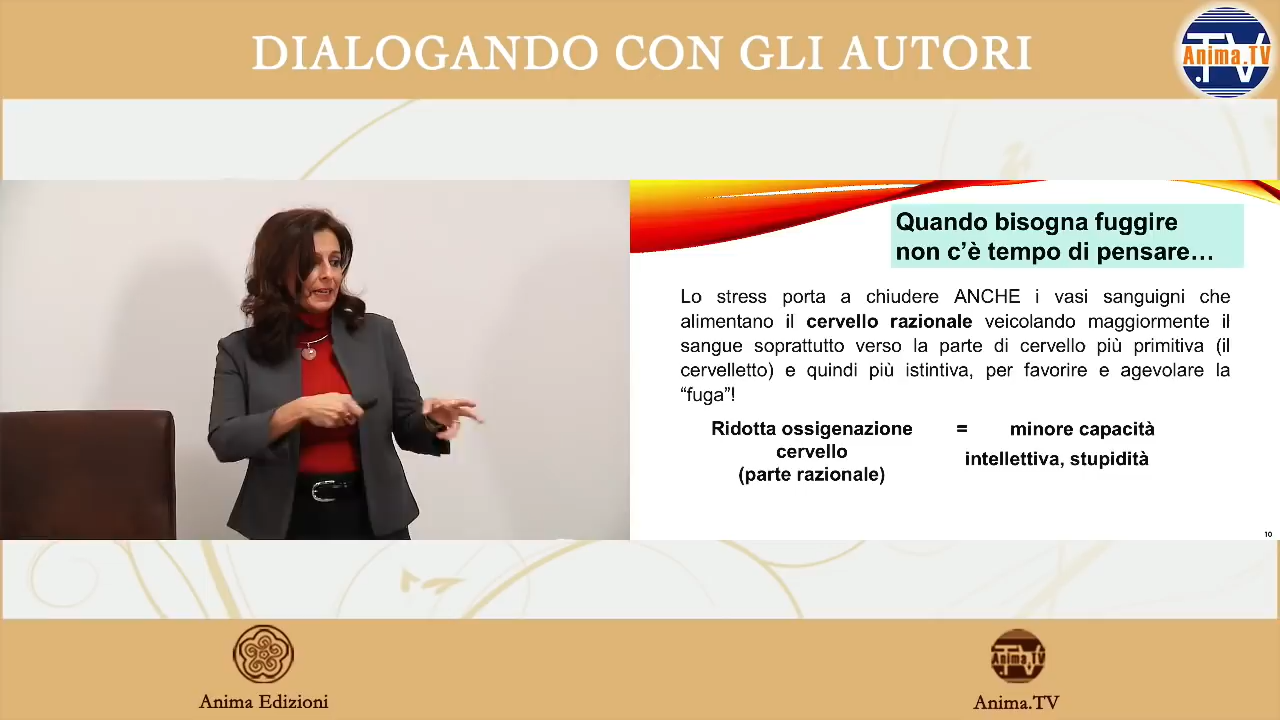 DIALOGANDO CON GLI AUTORI
TV
Anima.TV
Quando bisogna fuggire
non c’è tempo di pensare…
Lo stress porta a chiudere ANCHE i vasi sanguigni che
alimentano il cervello razionale veicolando maggiormente il
sangue soprattutto verso la parte di cervello più primitiva (il
cervelletto) e quindi più istintiva, per favorire e agevolare la
“fuga”!
Ridotta ossigenazione = minore capacità
cervello intellettiva, stupidità
(parte razionale)
10
Anima.TV
Anima Edizioni
Anima.TV